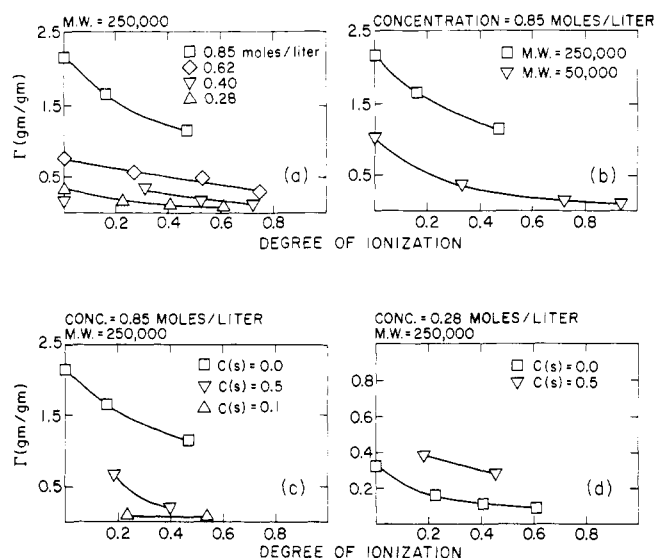 M.W. = 250,000
2.5
1.5
0.5
Γ(gm/gm)
0.85 moles/liter
0.62
0.40
0.28
(a)
0.2 0.4 0.6 0.8
CONCENTRATION = 0.85 MOLES/LITER
2.5
1.5
0.5
M.W. = 250,000
M.W. = 50,000
(b)
0.2 0.4 0.6 0.8
DEGREE OF IONIZATION
CONC. = 0.85 MOLES/LITER
M.W. = 250,000
2.5
1.5
0.5
Γ(gm/gm)
C(s) = 0.0
C(s) = 0.5
C(s) = 0.1
(c)
0.2 0.4 0.6 0.8
CONC. = 0.28 MOLES/LITER
M.W. = 250,000
0.8
0.6
0.4
0.2
C(s) = 0.0
C(s) = 0.5
(d)
0.2 0.4 0.6 0.8
DEGREE OF IONIZATION